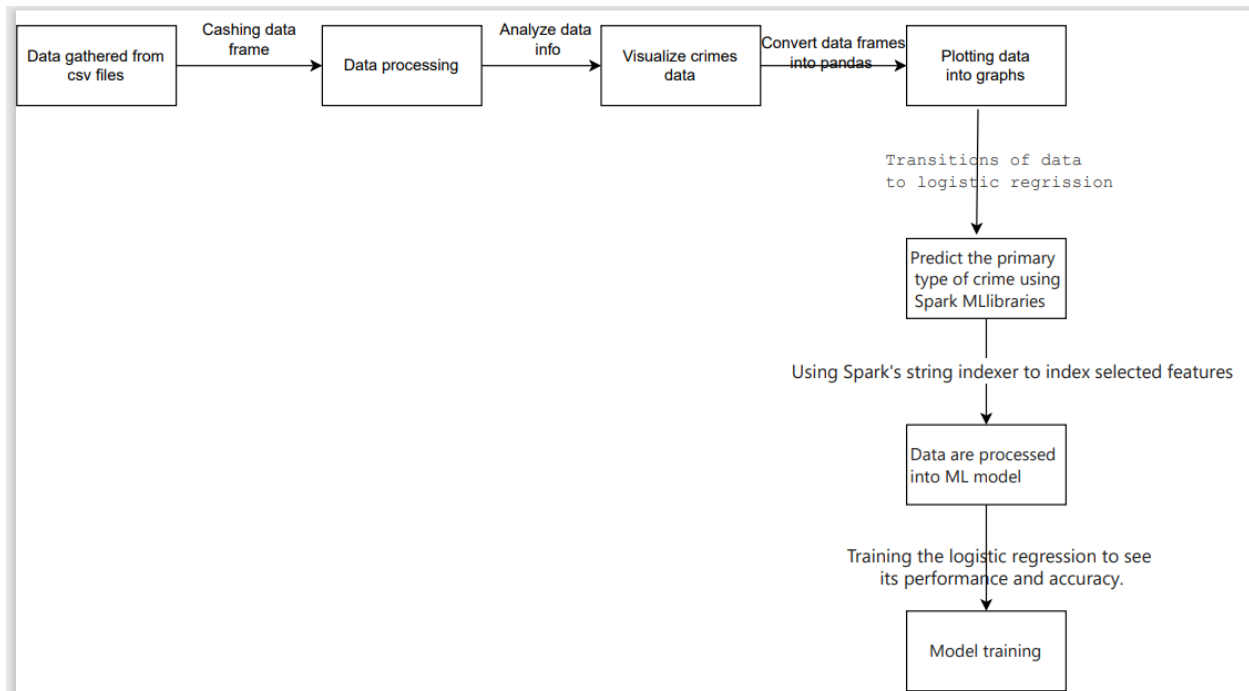 Data gathered from
csv files
Cashing data
frame
Data processing
Analyze data
info
Visualize crimes
data
Convert data frames
into pandas
Plotting data
into graphs
Transitions of data
to logistic regrission
Predict the primary
type of crime using
Spark MLlibraries
Using Spark's string indexer to index selected features
Data are processed
into ML model
Training the logistic regression to see
its performance and accuracy.
Model training